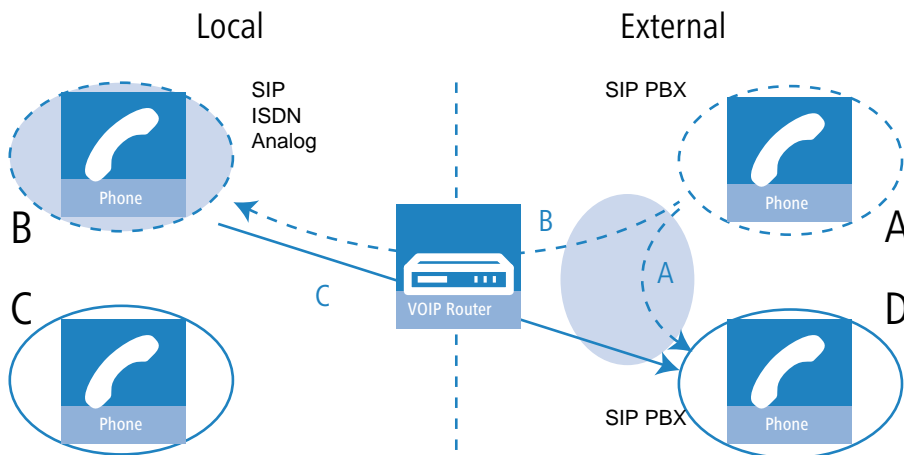 Local
External
SIP
ISDN
Analog
SIP PBX
Phone
Phone
B
A
B
A
C
VOIP Router
C
D
Phone
SIP PBX
Phone